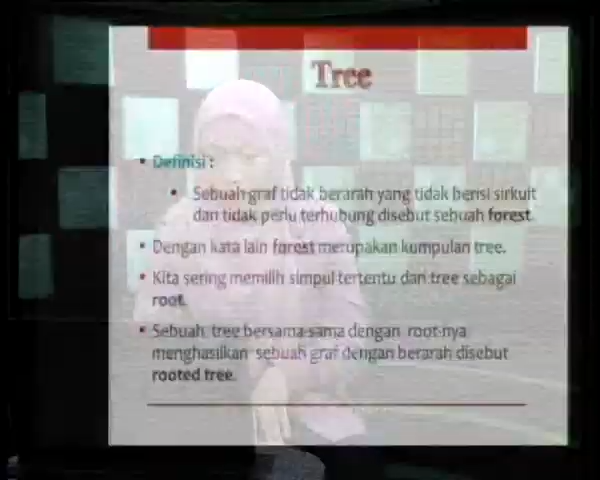 Tree
• Definisi :
• Sebuah graf tidak berarah yang tidak berisi sirkuit
dan tidak perlu terhubung disebut sebuah forest.
• Dengan kata lain forest merupakan kumpulan tree.
• Kita sering memilih simpul tertentu dari tree sebagai
root.
• Sebuah tree bersama-sama dengan root-nya
menghasilkan sebuah graf dengan berarah disebut
rooted tree.